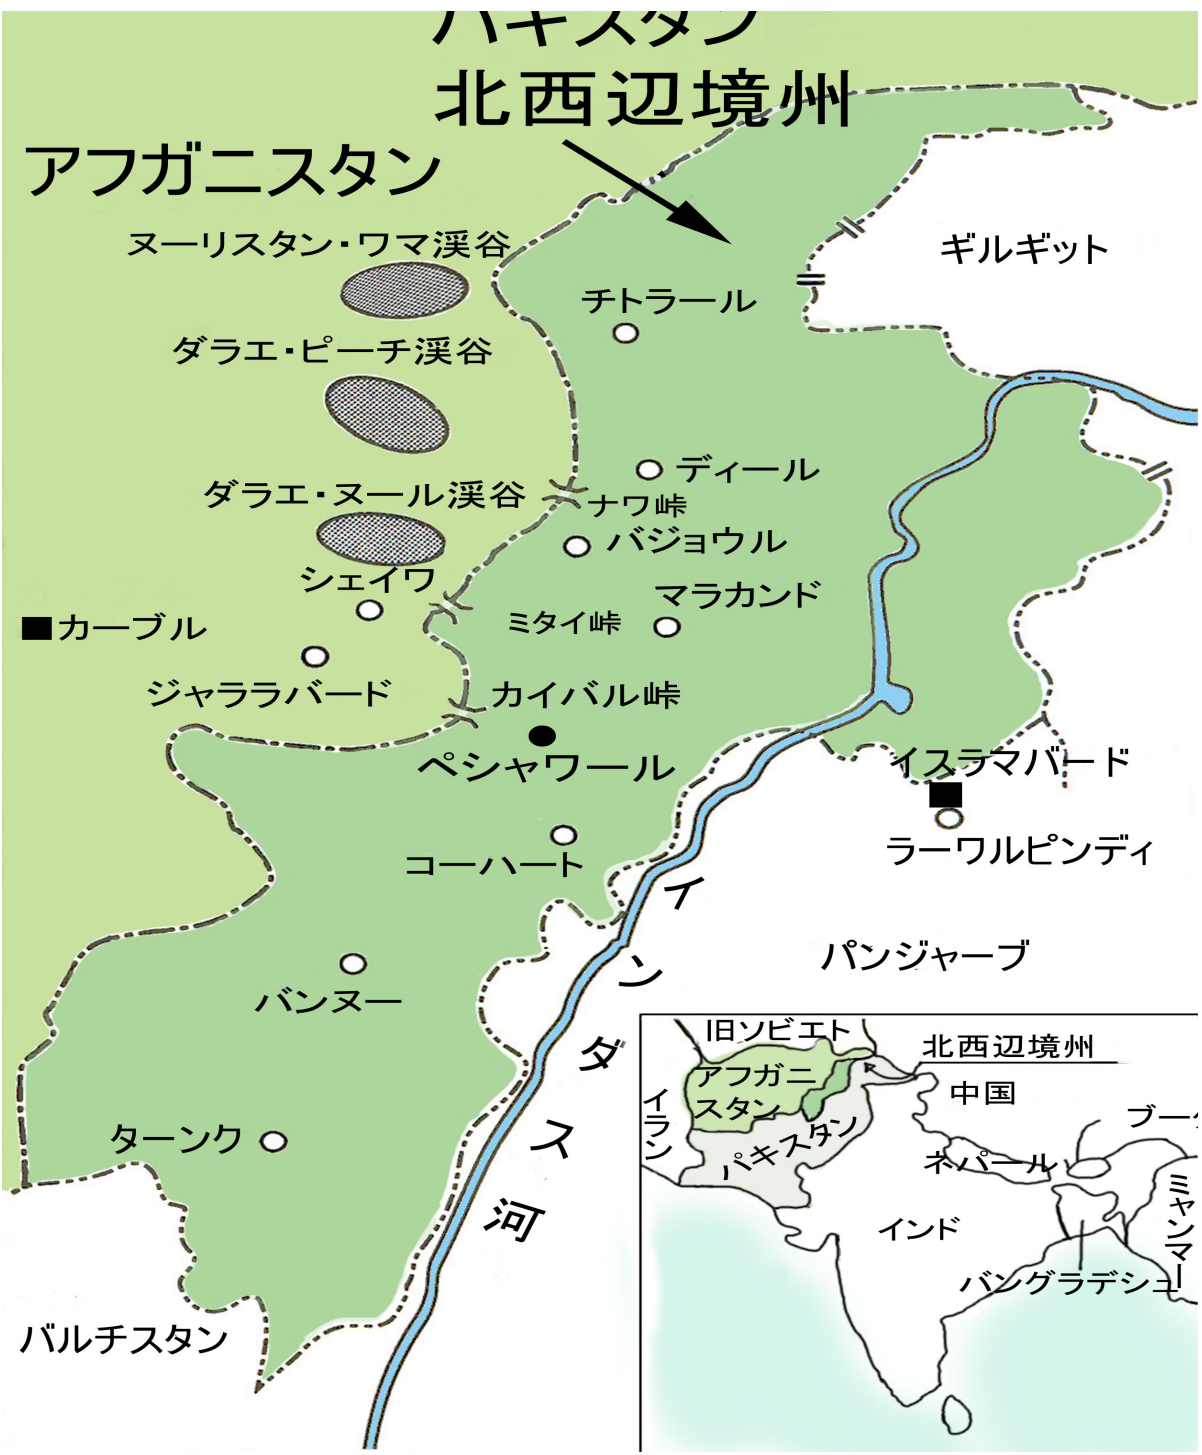 パキスタン
北西辺境州
アフガニスタン
ヌーリスタン・ワマ渓谷
ギルギット
チトラール
ダラエ・ピーチ渓谷
ディール
ダラエ・ヌール渓谷
ナワ峠
バジョウル
シェイワ
マラカンド
ミタイ峠
カーブル
ジャララバード
カイバル峠
ペシャワール
イスラマバード
コーハート
ラーワルピンディ
インダス河
パンジャーブ
バンヌー
ターンク
バルチスタン
旧ソビエト
北西辺境州
アフガニ
スタン
中国
イラン
パキスタン
ネパール
ミャンマー
インド
バングラデシュ